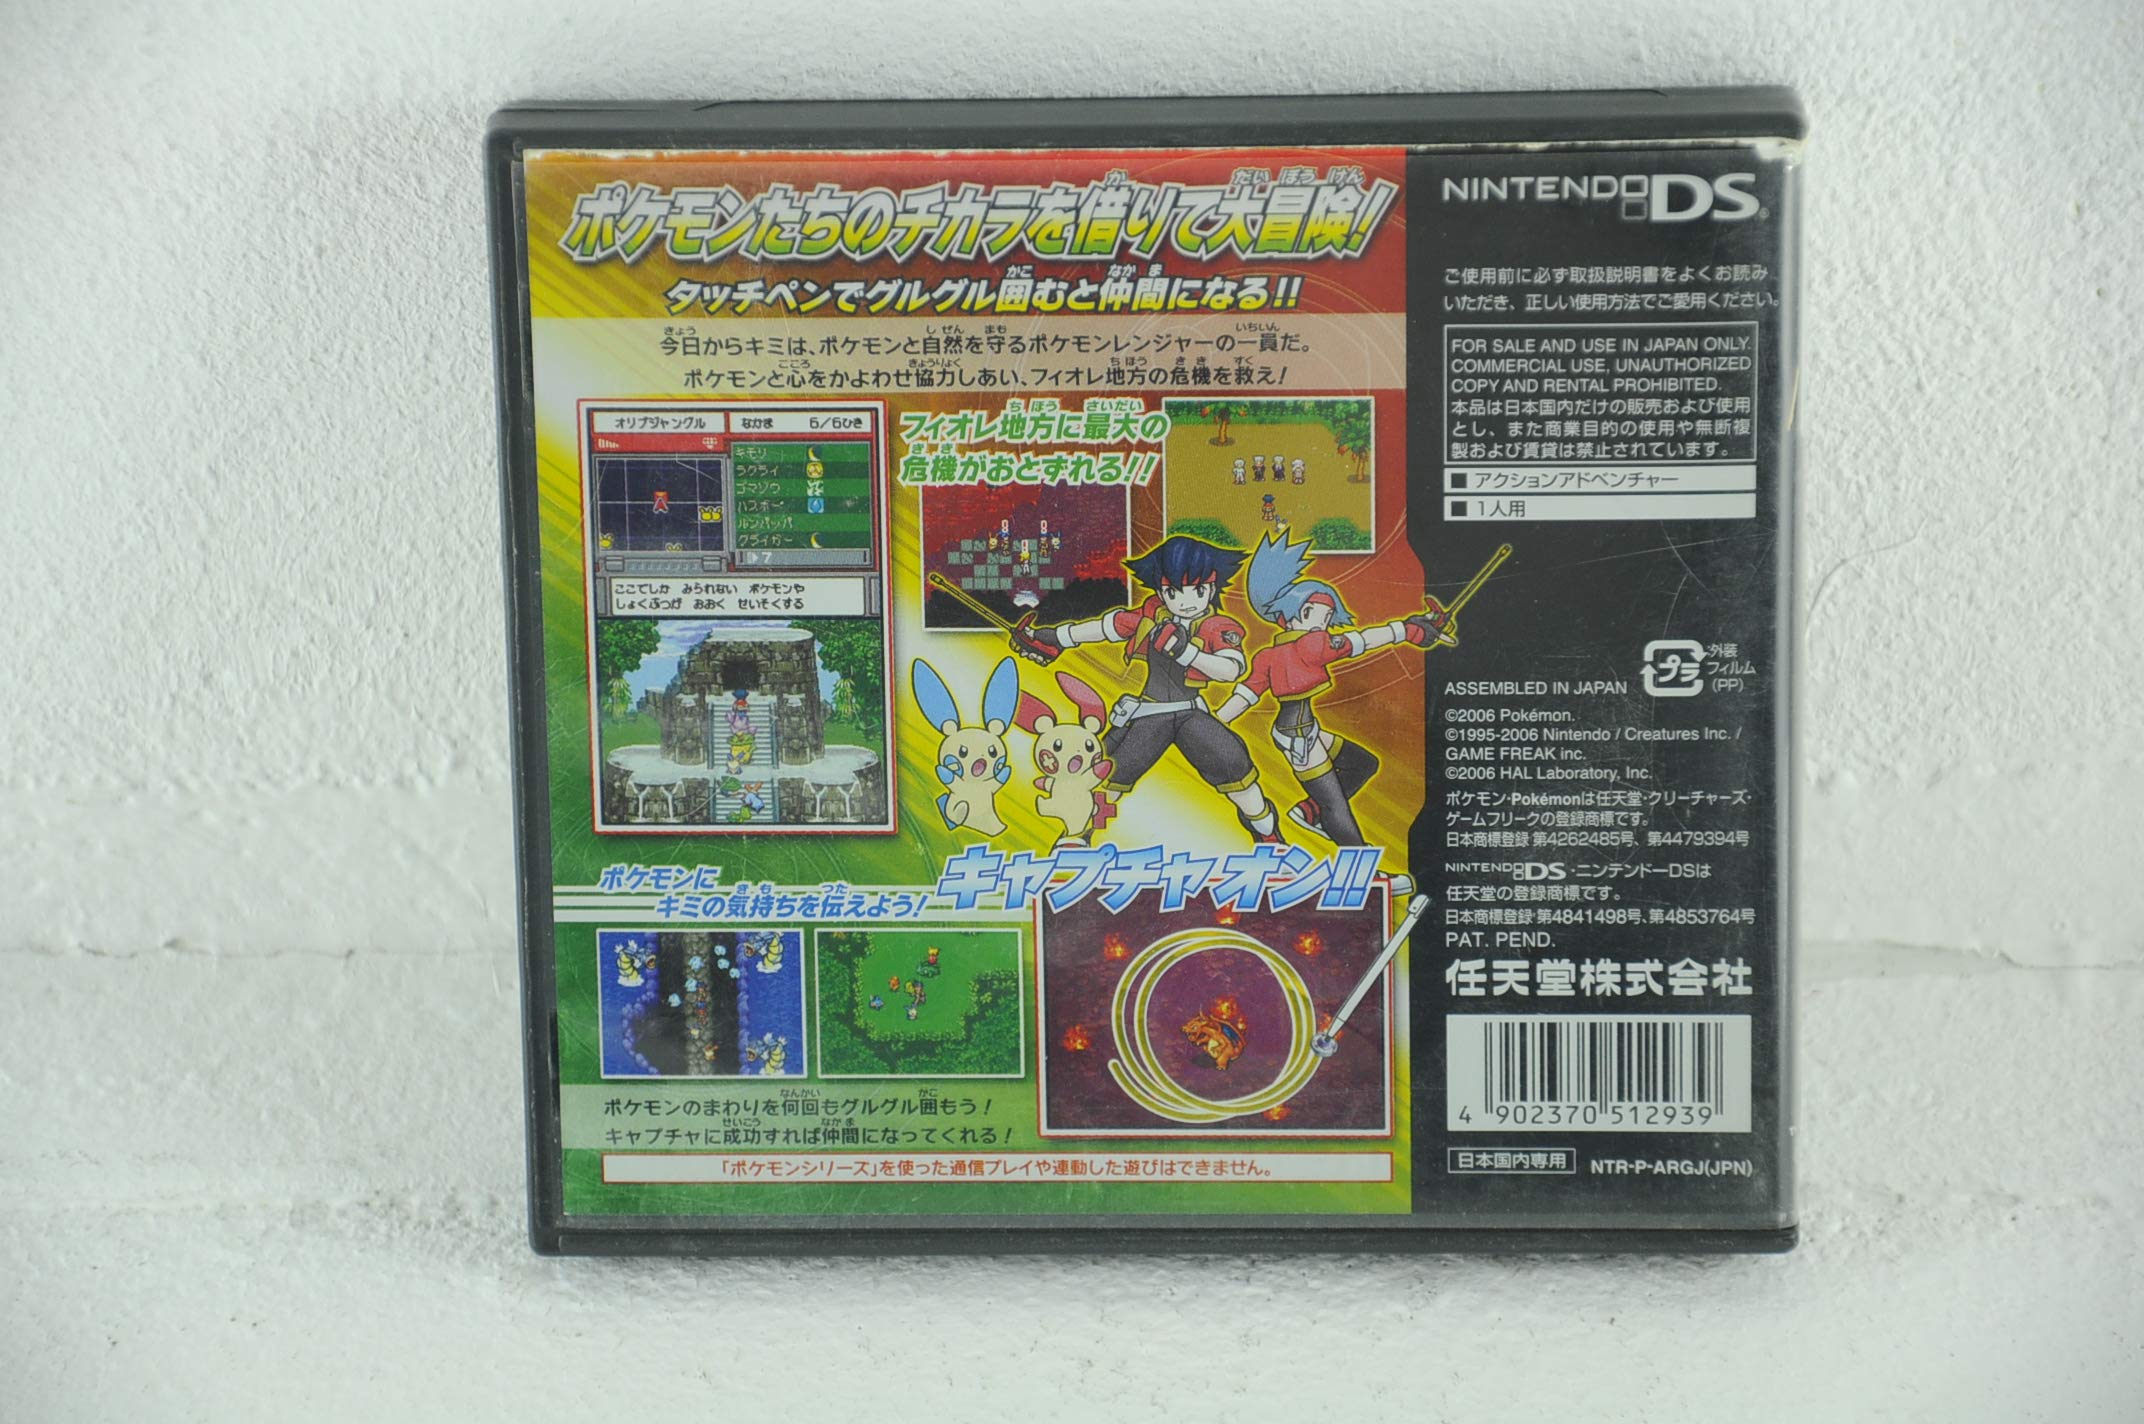 ポケモンたちのチカラを借りて大冒険!
タッチペンでグルグル囲むと仲間になる!!
今日からキミは、ポケモンと自然を守るポケモンレンジャーの一員だ。
ポケモンと心をかよわせ協力しあい、フィオレ地方の危機を救え!
オリブジャングル
なかま 6/6ひき
キモリ
ラクライ
ゴマゾウ
ハスボー
ルンパッパ
グライガー
7
ここでしか みられない ポケモンや
しょくぶつが おおく せいそくする
フィオレ地方に最大の
危機がおとずれる!!
ポケモンに
キミの気持ちを伝えよう!
キャプチャ・オン!!
ポケモンのまわりを何回もグルグル囲もう!
キャプチャに成功すれば仲間になってくれる!
「ポケモンシリーズ」を使った通信プレイや連動した遊びはできません。
NINTENDO DS
ご使用前に必ず取扱説明書をよくお読み
いただき、正しい使用方法でご愛用ください。
FOR SALE AND USE IN JAPAN ONLY.
COMMERCIAL USE, UNAUTHORIZED
COPY AND RENTAL PROHIBITED.
本品は日本国内だけの販売および使用
とし、また商業目的の使用や無断複
製および賃貸は禁止されています。
■ アクションアドベンチャー
■ 1人用
プラ
外装
フィルム
(PP)
ASSEMBLED IN JAPAN
©2006 Pokémon.
©1995-2006 Nintendo / Creatures Inc. /
GAME FREAK inc.
©2006 HAL Laboratory, Inc.
ポケモン・Pokémonは任天堂・クリーチャーズ・
ゲームフリークの登録商標です。
日本商標登録 第4262485号、第4479394号
NINTENDO DS・ニンテンドーDSは
任天堂の登録商標です。
日本商標登録 第4841498号、第4853764号
PAT. PEND.
任天堂株式会社
4 902370 512939
日本国内専用 NTR-P-ARGJ(JPN)